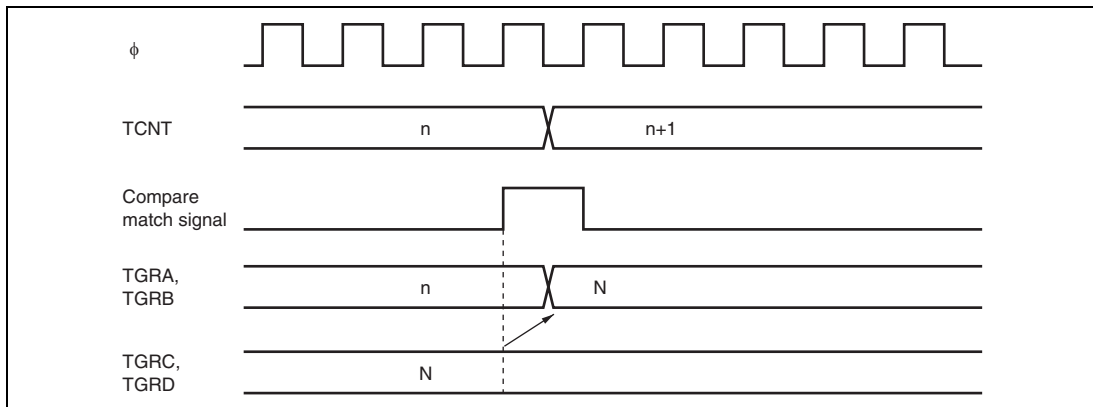 ϕ
TCNT
n
n+1
Compare
match signal
TGRA,
TGRB
n
N
TGRC,
TGRD
N